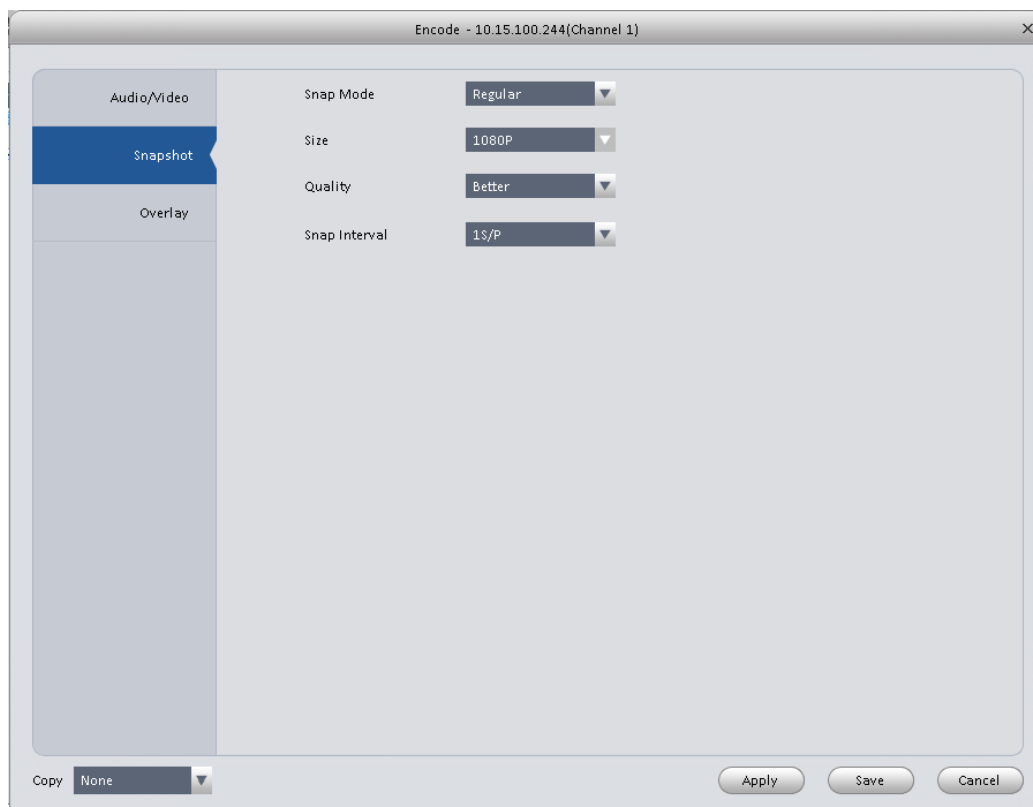 Encode - 10.15.100.244(Channel 1)
Audio/Video
Snapshot
Overlay
Snap Mode Regular
Size 1080P
Quality Better
Snap Interval 1S/P
Copy None
Apply Save Cancel